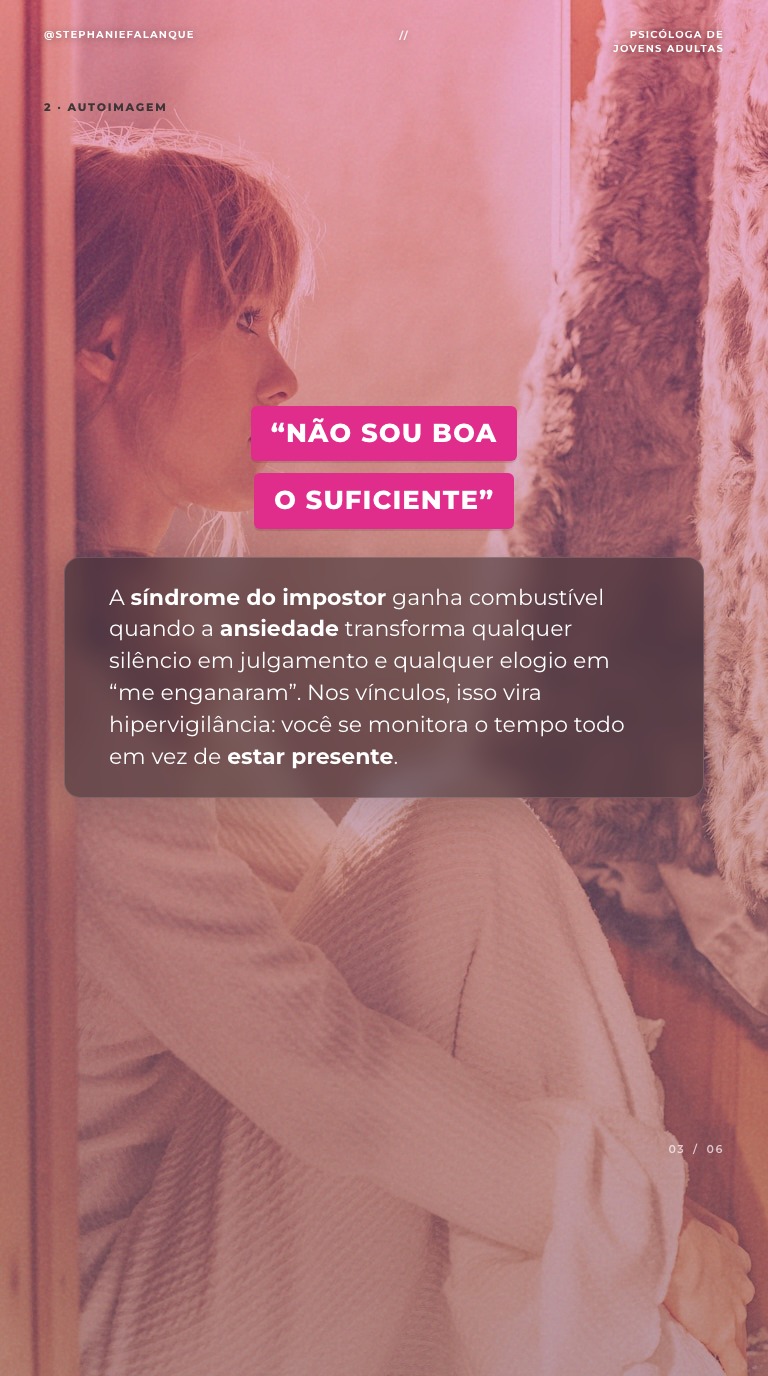 @STEPHANIEFALANQUE
//
PSICÓLOGA DE
JOVENS ADULTAS
2 · AUTOIMAGEM
“NÃO SOU BOA
O SUFICIENTE”
A síndrome do impostor ganha combustível
quando a ansiedade transforma qualquer
silêncio em julgamento e qualquer elogio em
“me enganaram”. Nos vínculos, isso vira
hipervigilância: você se monitora o tempo todo
em vez de estar presente.
03 / 06